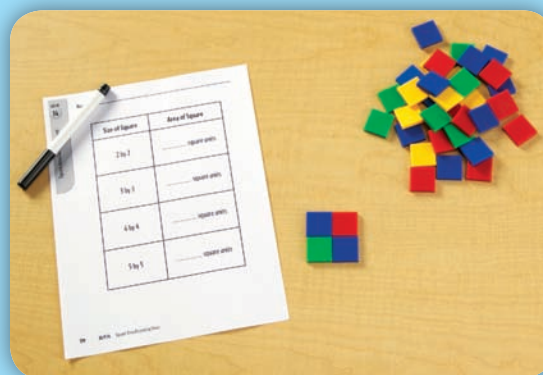 Size of Square Area of Square
2 by 2 square units
3 by 3 square units
4 by 4 square units
5 by 5 square units